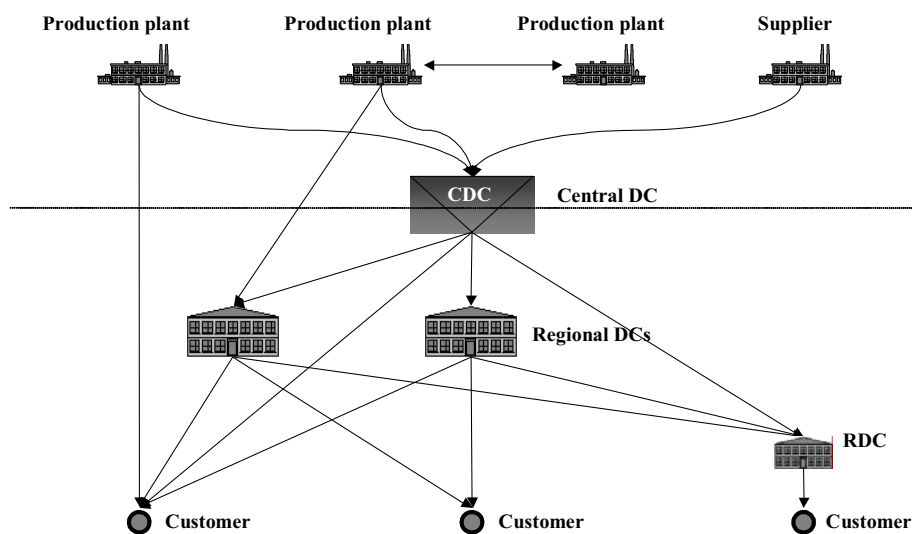 Production plant
Production plant
Production plant
Supplier
CDC
Central DC
Regional DCs
RDC
Customer
Customer
Customer